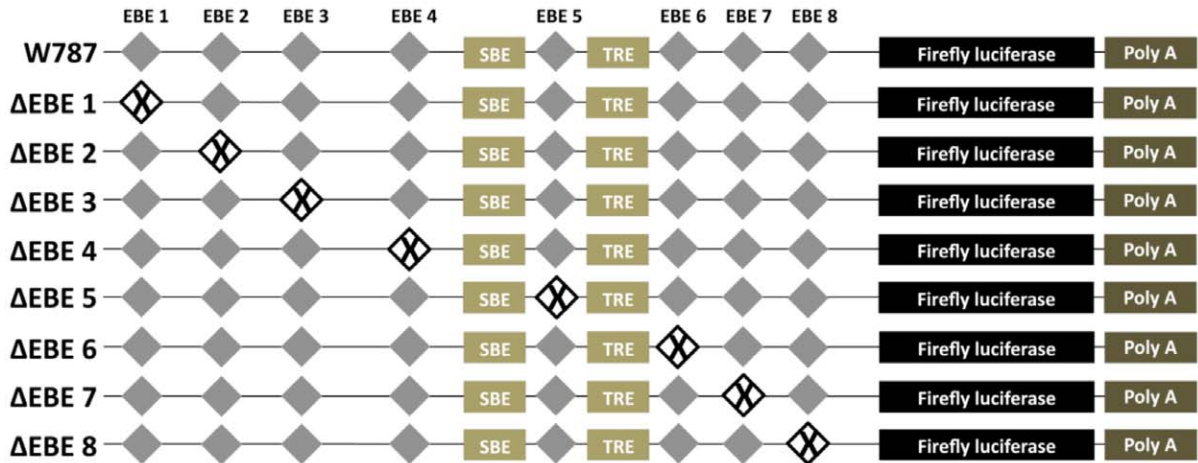 EBE 1 EBE 2 EBE 3 EBE 4 EBE 5 EBE 6 EBE 7 EBE 8
W787 SBE TRE Firefly luciferase Poly A
ΔEBE 1 X SBE TRE Firefly luciferase Poly A
ΔEBE 2 X SBE TRE Firefly luciferase Poly A
ΔEBE 3 X SBE TRE Firefly luciferase Poly A
ΔEBE 4 X SBE TRE Firefly luciferase Poly A
ΔEBE 5 SBE X TRE Firefly luciferase Poly A
ΔEBE 6 SBE TRE X Firefly luciferase Poly A
ΔEBE 7 SBE TRE X Firefly luciferase Poly A
ΔEBE 8 SBE TRE X Firefly luciferase Poly A